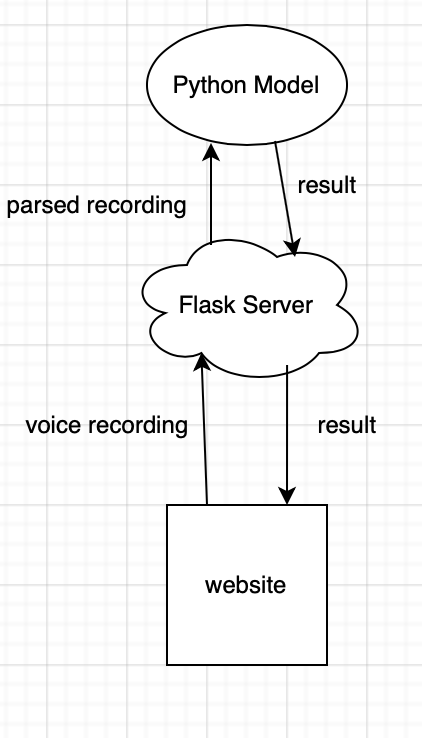 Python Model
result
parsed recording
Flask Server
voice recording
result
website